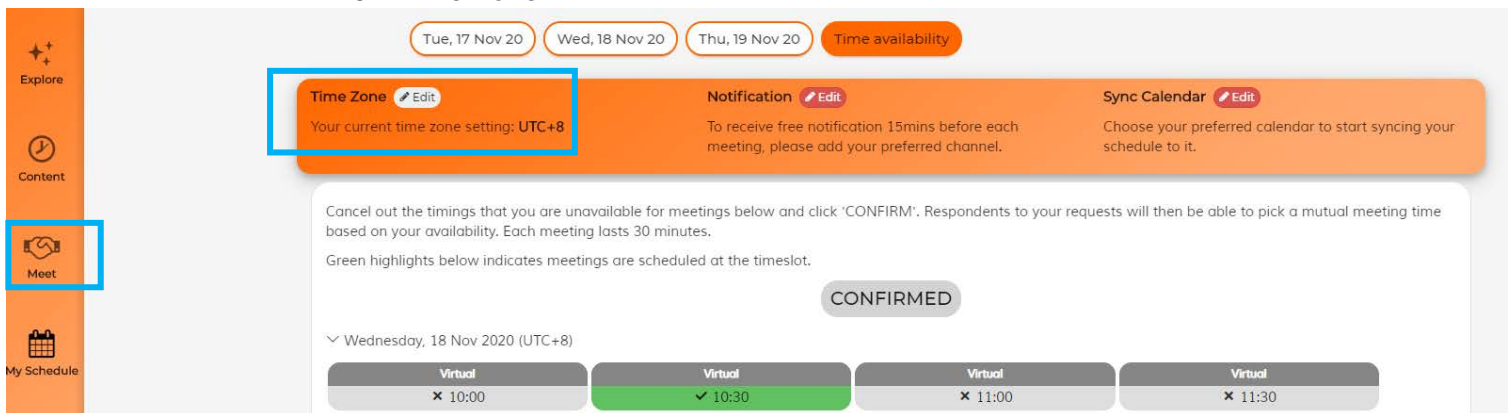 Explore
Content
Meet
My Schedule
Tue, 17 Nov 20 Wed, 18 Nov 20 Thu, 19 Nov 20 Time availability
Time Zone Edit
Your current time zone setting: UTC+8
Notification Edit
To receive free notification 15mins before each
meeting, please add your preferred channel.
Sync Calendar Edit
Choose your preferred calendar to start syncing your
schedule to it.
Cancel out the timings that you are unavailable for meetings below and click 'CONFIRM'. Respondents to your requests will then be able to pick a mutual meeting time
based on your availability. Each meeting lasts 30 minutes.
Green highlights below indicates meetings are scheduled at the timeslot.
CONFIRMED
Wednesday, 18 Nov 2020 (UTC+8)
Virtual Virtual Virtual Virtual
✕ 10:00 ✓ 10:30 ✕ 11:00 ✕ 11:30